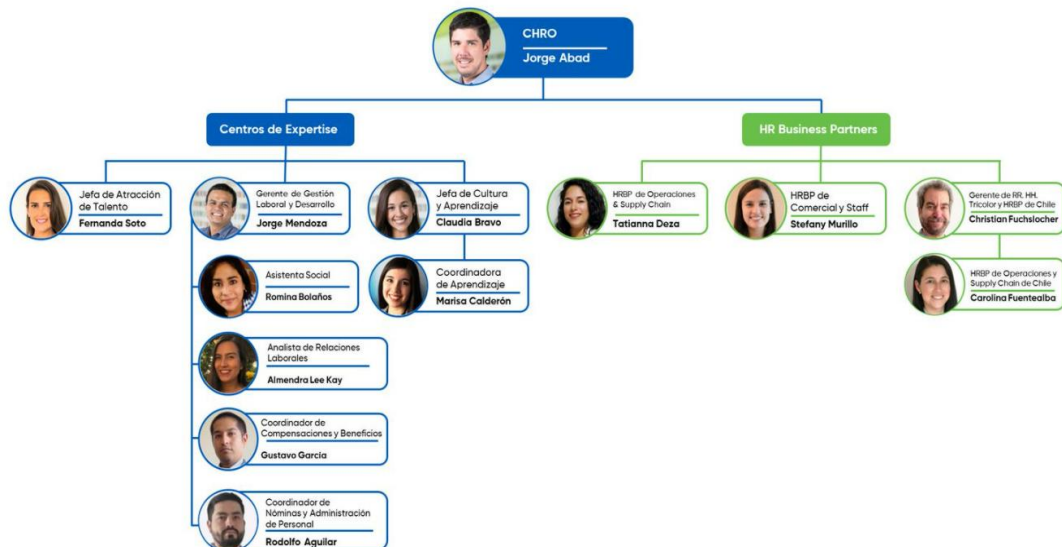 CHRO
Jorge Abad
Centros de Expertise
HR Business Partners
Jefa de Atracción
de Talento
Fernanda Soto
Gerente de Gestión
Laboral y Desarrollo
Jorge Mendoza
Jefa de Cultura
y Aprendizaje
Claudia Bravo
HRBP de Operaciones
& Supply Chain
Tatianna Deza
HRBP de
Comercial y Staff
Stefany Murillo
Gerente de RR. HH.
Tricolor y HRBP de Chile
Christian Fuchslocher
Asistenta Social
Romina Bolaños
Coordinadora
de Aprendizaje
Marisa Calderón
HRBP de Operaciones y
Supply Chain de Chile
Carolina Fuentealba
Analista de Relaciones
Laborales
Almendra Lee Kay
Coordinador de
Compensaciones y Beneficios
Gustavo García
Coordinador de
Nóminas y Administración
de Personal
Rodolfo Aguilar